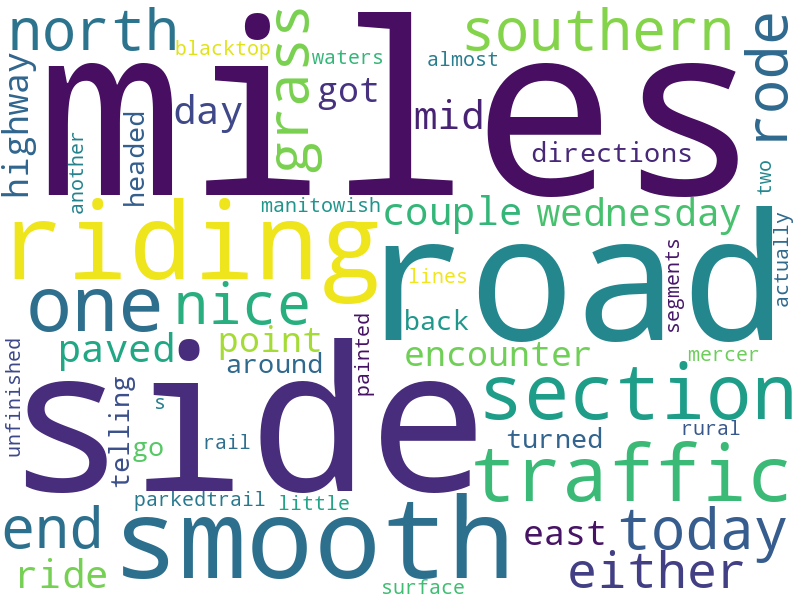 miles
north
southern
blacktop
grass
waters
almost
rode
highway
day
got
mid
another
headed
directions
two
manitowish
couple
wednesday
actually
riding
road
lines
segments
one
nice
back
paved
point
painted
encounter
mercer
unfinished
around
side
section
telling
s
go
rail
turned
rural
traffic
parkedtrail
little
end
smooth
east
today
ride
surface
either